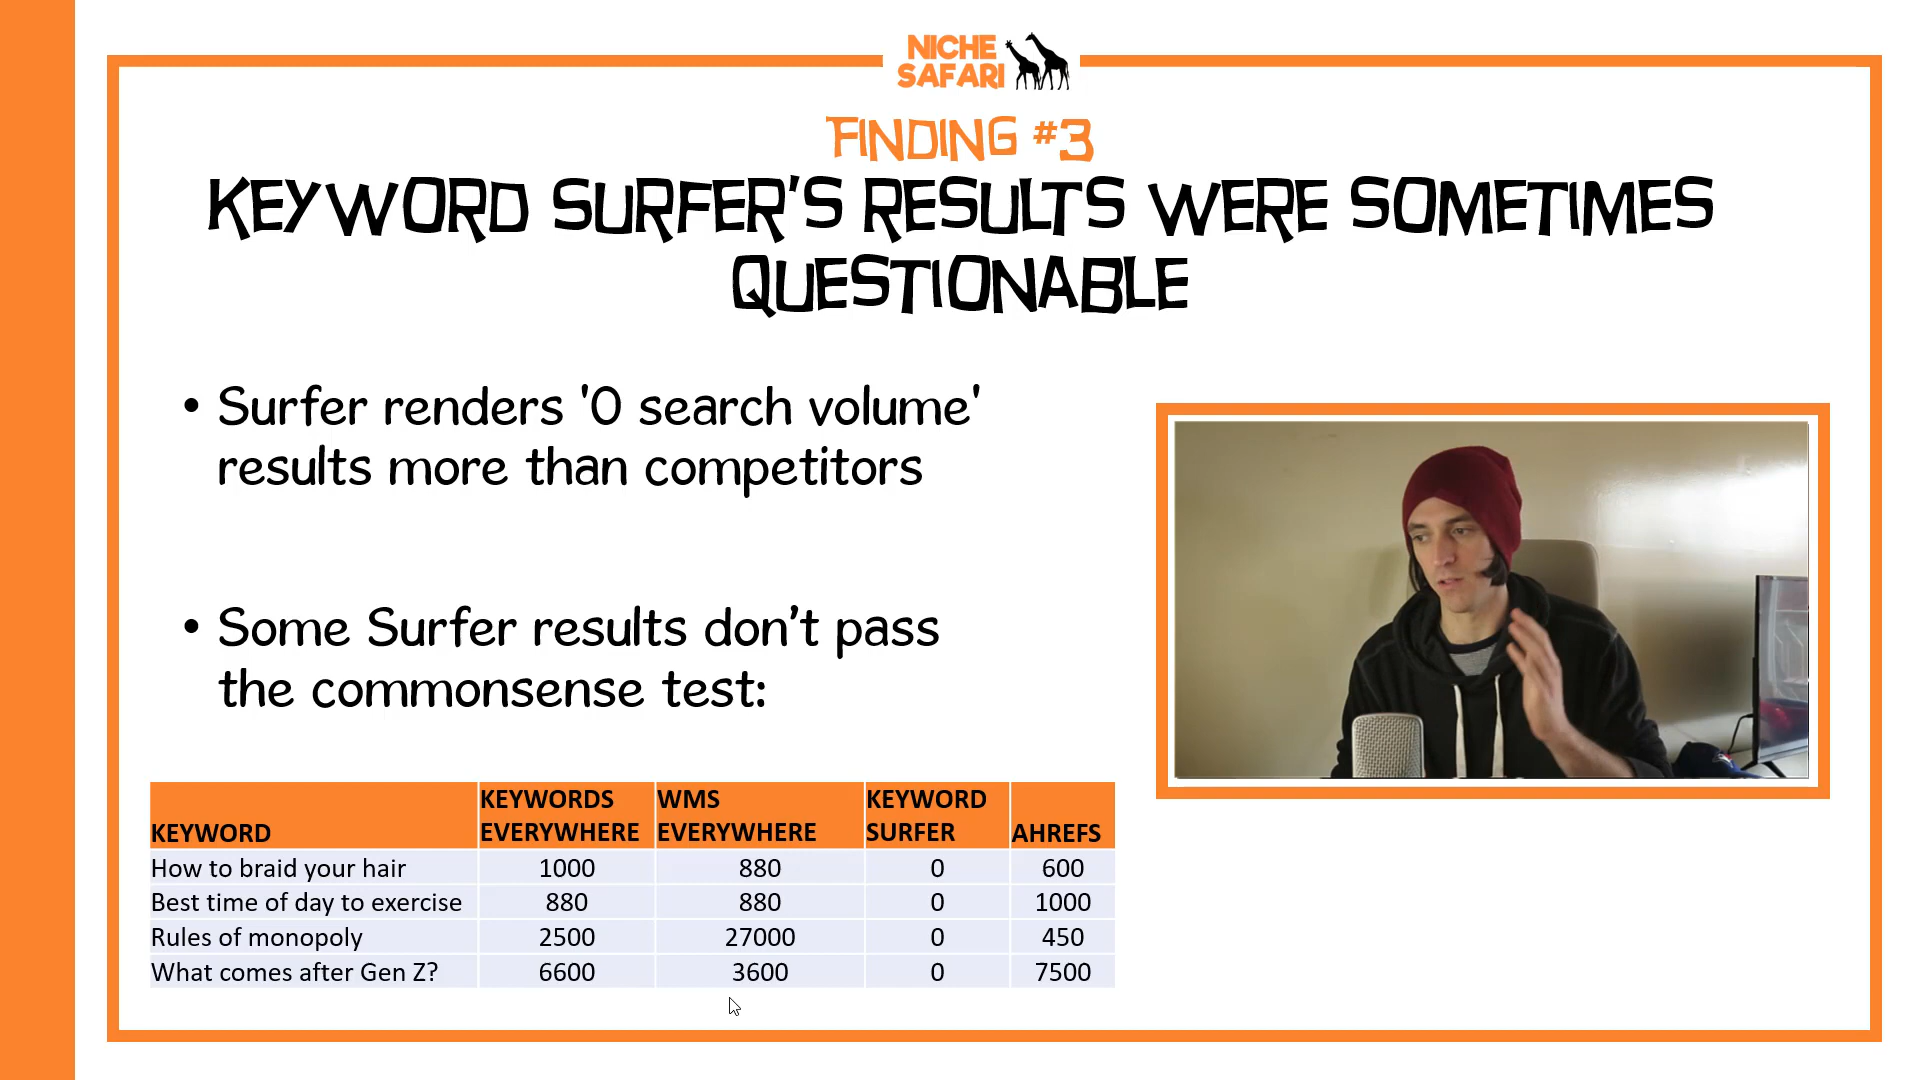 NICHE
SAFARI
FINDING #3
KEYWORD SURFER'S RESULTS WERE SOMETIMES
QUESTIONABLE
• Surfer renders '0 search volume'
results more than competitors
• Some Surfer results don't pass
the commonsense test:
KEYWORD KEYWORDS EVERYWHERE WMS EVERYWHERE KEYWORD SURFER AHREFS
How to braid your hair 1000 880 0 600
Best time of day to exercise 880 880 0 1000
Rules of monopoly 2500 27000 0 450
What comes after Gen Z? 6600 3600 0 7500